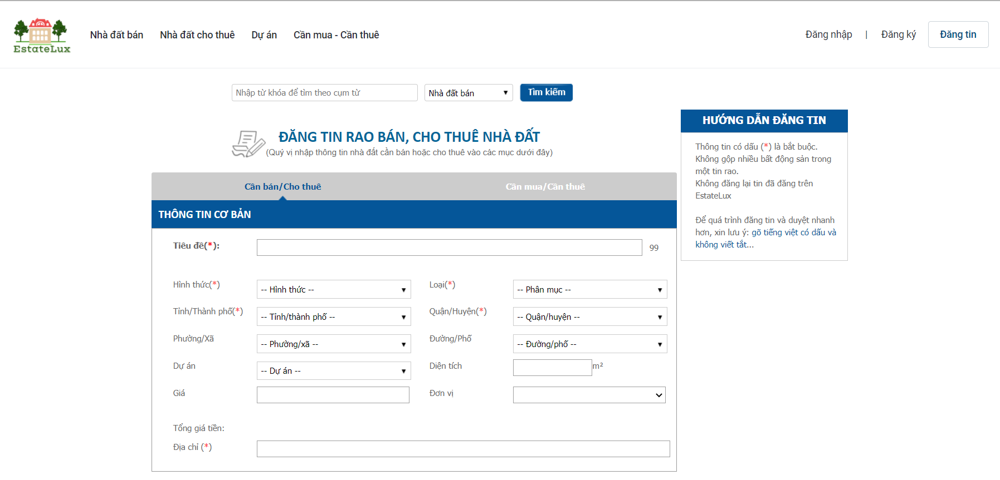 EstateLux
Nhà đất bán Nhà đất cho thuê Dự án Cần mua - Cần thuê
Đăng nhập | Đăng ký Đăng tin
Nhập từ khóa để tìm theo cụm từ Nhà đất bán Tìm kiếm
ĐĂNG TIN RAO BÁN, CHO THUÊ NHÀ ĐẤT
(Quý vị nhập thông tin nhà đất cần bán hoặc cho thuê vào các mục dưới đây)
Cần bán/Cho thuê Cần mua/Cần thuê
THÔNG TIN CƠ BẢN
Tiêu đề(*): 99
Hình thức(*) -- Hình thức -- Loại(*) -- Phân mục --
Tỉnh/Thành phố(*) -- Tỉnh/thành phố -- Quận/Huyện(*) -- Quận/huyện --
Phường/Xã -- Phường/xã -- Đường/Phố -- Đường/phố --
Dự án -- Dự án -- Diện tích m²
Giá Đơn vị
Tổng giá tiền:
Địa chỉ (*)
HƯỚNG DẪN ĐĂNG TIN
Thông tin có dấu (*) là bắt buộc.
Không gộp nhiều bất động sản trong
một tin rao.
Không đăng lại tin đã đăng trên
EstateLux
Để quá trình đăng tin và duyệt nhanh
hơn, xin lưu ý: gõ tiếng việt có dấu và
không viết tắt...